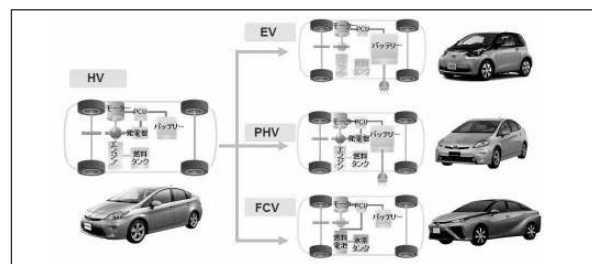 HV
モーター
PCU
発電機
バッテリー
エンジン
燃料
タンク
EV
モーター
PCU
バッテリー
PHV
モーター
PCU
発電機
バッテリー
エンジン
燃料
タンク
FCV
モーター
PCU
バッテリー
燃料
電池
水素
タンク